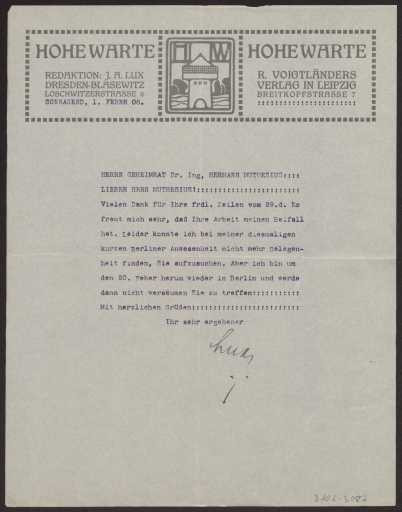 HOHE WARTE
REDAKTION: J. A. LUX
DRESDEN-BLASEWITZ
LOSCHWITZERSTRASSE
HW
HOHE WARTE
R. VOIGTLÄNDERS
VERLAG IN LEIPZIG
BREITKOPFSTRASSE 7
SONNABEND, 1. FEBER 08.
HERRN GEHEIMRAT Dr. Ing, HERMANN MUTHESIUS::::
LIEBER HERR MUTHESIUS!::::::::::::::::::::::
Vielen Dank für Ihre frdl. Zeilen vom 29.d. Es
freut mich sehr, daß Ihre Arbeit meinen Beifall
hat. Leider konnte ich bei meiner diesmaligen
kurzen Berliner Anwesenheit nicht mehr Gelegen-
heit finden, Sie aufzusuchen. Aber ich bin um
den 20. Feber herum wieder in Berlin und werde
dann nicht versäumen Sie zu treffen::::::::::
Mit herzlichen Grüßen:::::::::::::::::::::::
Ihr sehr ergebener
Lux
j